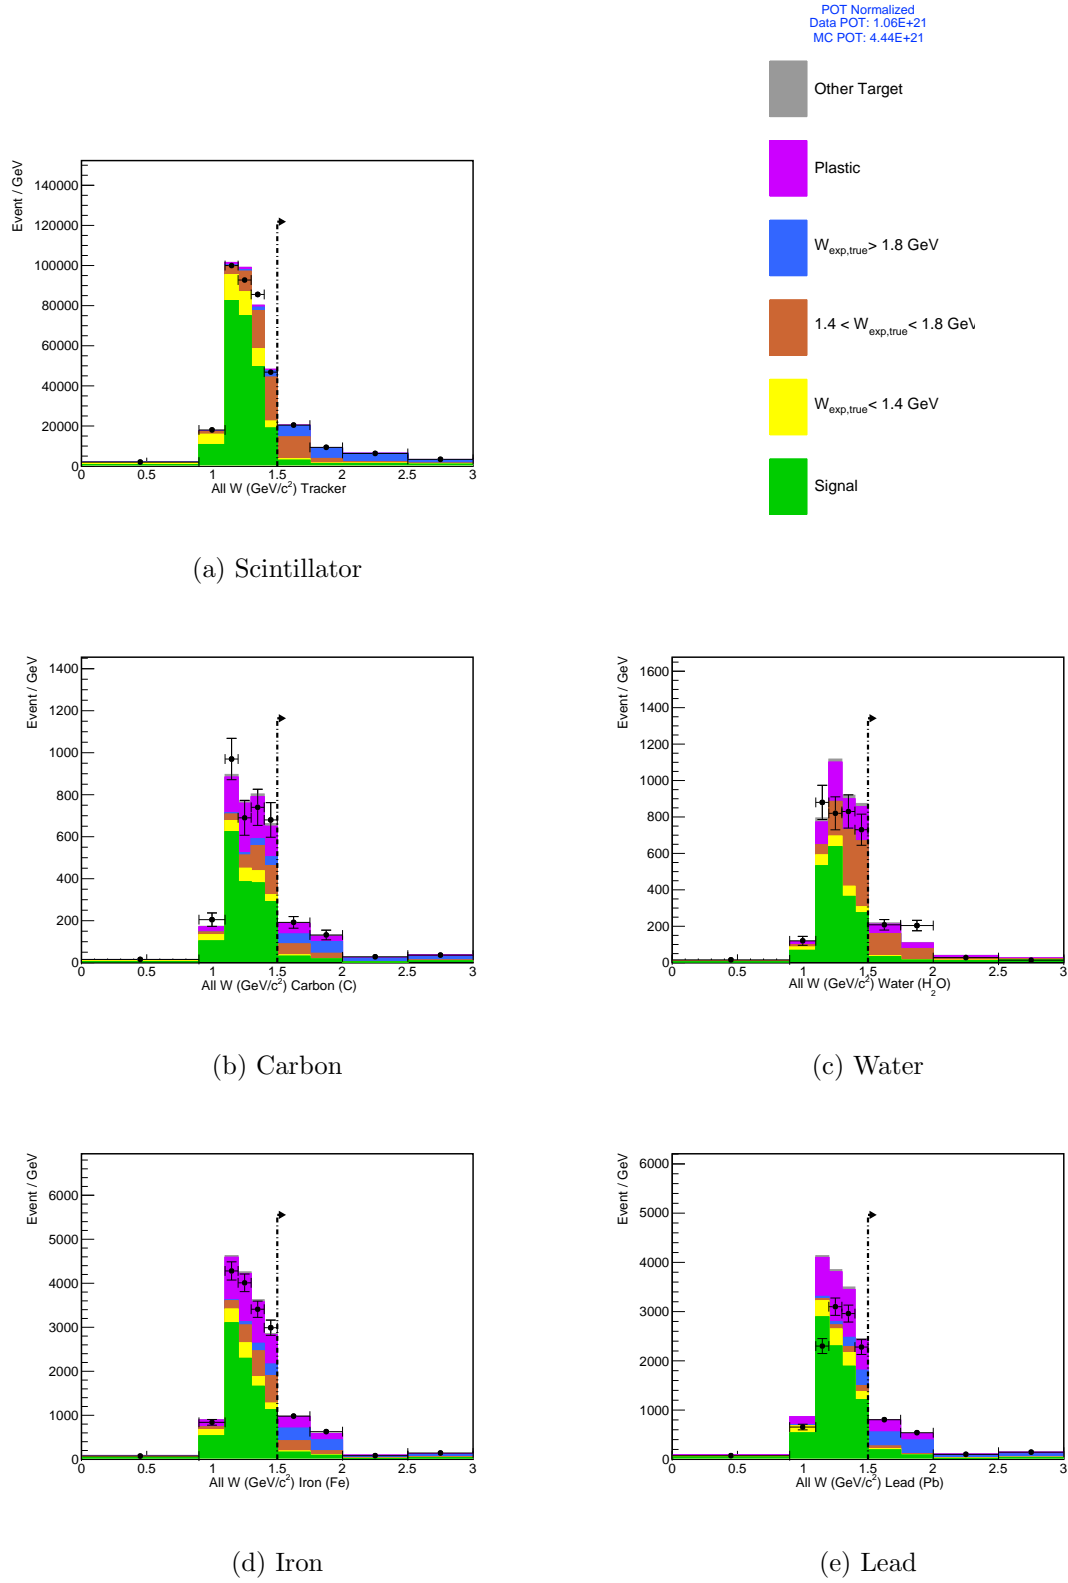 POT Normalized
Data POT: 1.06E+21
MC POT: 4.44E+21
Other Target
Plastic
W_exp,true > 1.8 GeV
1.4 < W_exp,true < 1.8 GeV
W_exp,true < 1.4 GeV
Signal
Event / GeV
140000
120000
100000
80000
60000
40000
20000
0
0 0.5 1 1.5 2 2.5 3
All W (GeV/c²) Tracker
(a) Scintillator
Event / GeV
1400
1200
1000
800
600
400
200
0
0 0.5 1 1.5 2 2.5 3
All W (GeV/c²) Carbon (C)
(b) Carbon
Event / GeV
1600
1400
1200
1000
800
600
400
200
0
0 0.5 1 1.5 2 2.5 3
All W (GeV/c²) Water (H₂O)
(c) Water
Event / GeV
6000
5000
4000
3000
2000
1000
0
0 0.5 1 1.5 2 2.5 3
All W (GeV/c²) Iron (Fe)
(d) Iron
Event / GeV
6000
5000
4000
3000
2000
1000
0
0 0.5 1 1.5 2 2.5 3
All W (GeV/c²) Lead (Pb)
(e) Lead